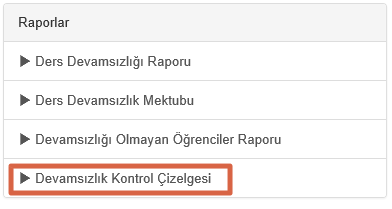 Raporlar
▶ Ders Devamsızlığı Raporu
▶ Ders Devamsızlık Mektubu
▶ Devamsızlığı Olmayan Öğrenciler Raporu
▶ Devamsızlık Kontrol Çizelgesi